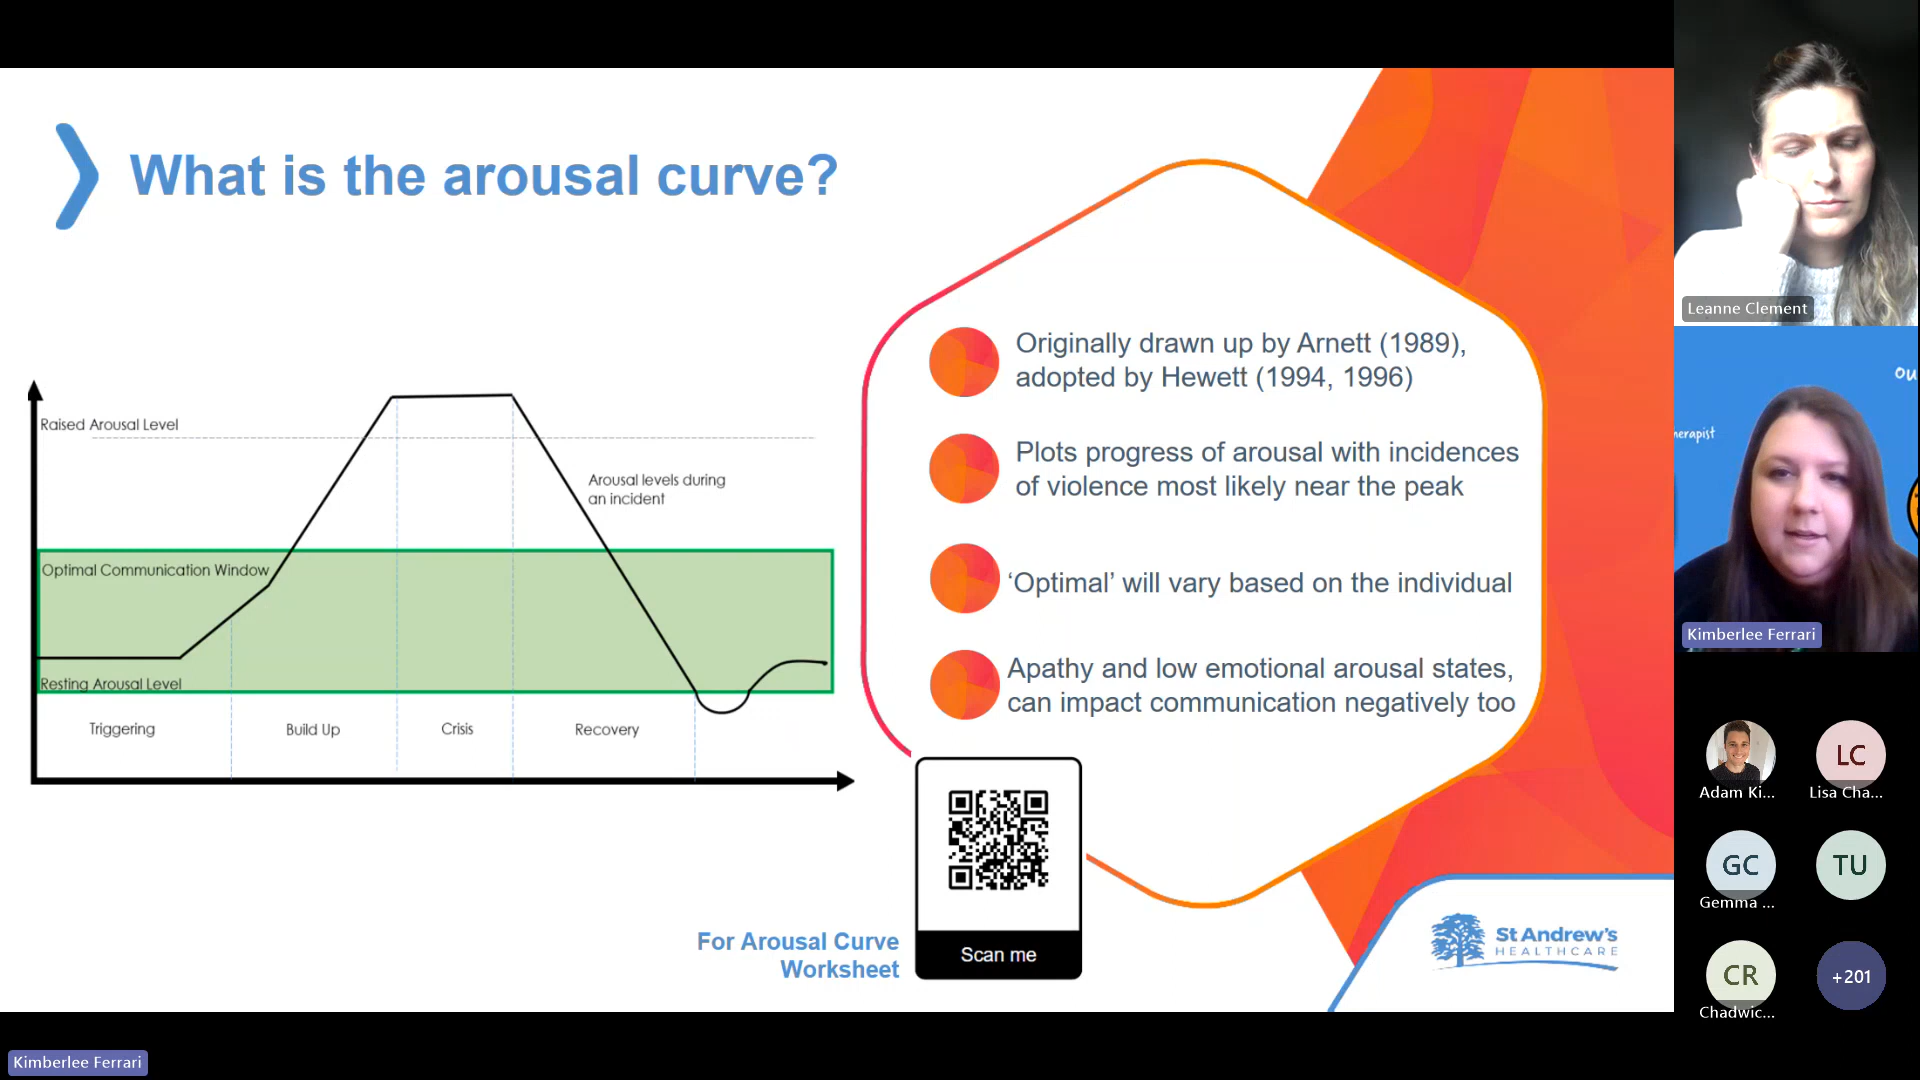 What is the arousal curve?
Raised Arousal Level
Arousal levels during
an incident
Optimal Communication Window
Resting Arousal Level
Triggering
Build Up
Crisis
Recovery
Originally drawn up by Arnett (1989),
adopted by Hewett (1994, 1996)
Plots progress of arousal with incidences
of violence most likely near the peak
‘Optimal’ will vary based on the individual
Apathy and low emotional arousal states,
can impact communication negatively too
For Arousal Curve
Worksheet
Scan me
St Andrew's
HEALTHCARE
Leanne Clement
ou
herapist
Kimberlee Ferrari
Adam Ki...
LC
Lisa Cha...
GC
Gemma ...
TU
CR
Chadwic...
+201
Kimberlee Ferrari